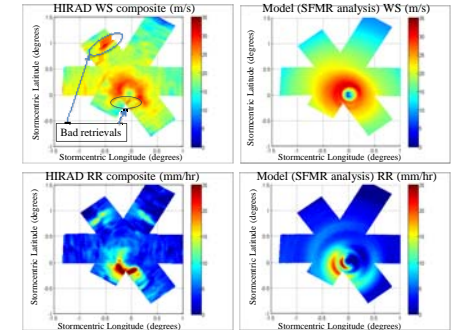 HIRAD WS composite (m/s)
Model (SFMR analysis) WS (m/s)
Stormcentric Latitude (degrees)
Stormcentric Latitude (degrees)
Bad retrievals
Stormcentric Longitude (degrees)
Stormcentric Longitude (degrees)
HIRAD RR composite (mm/hr)
Model (SFMR analysis) RR (mm/hr)
Stormcentric Latitude (degrees)
Stormcentric Latitude (degrees)
Stormcentric Longitude (degrees)
Stormcentric Longitude (degrees)